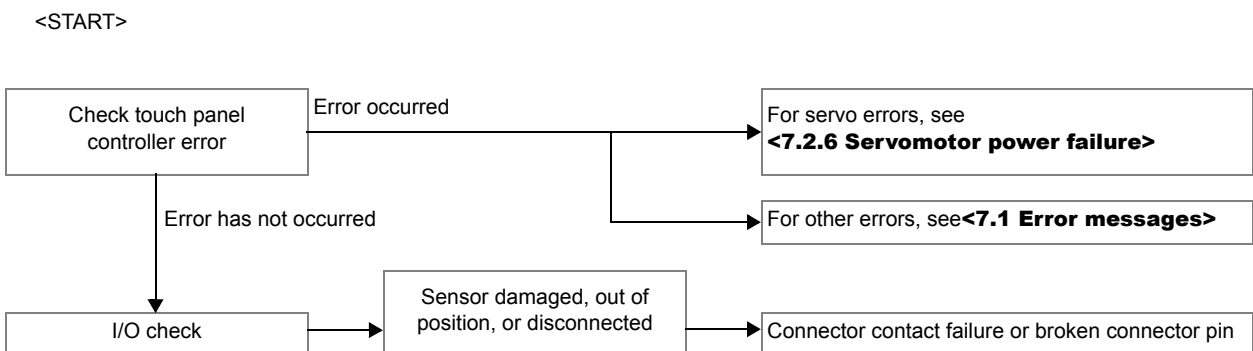 <START>
Check touch panel
controller error
Error occurred
For servo errors, see
<7.2.6 Servomotor power failure>
Error has not occurred
For other errors, see<7.1 Error messages>
I/O check
Sensor damaged, out of
position, or disconnected
Connector contact failure or broken connector pin